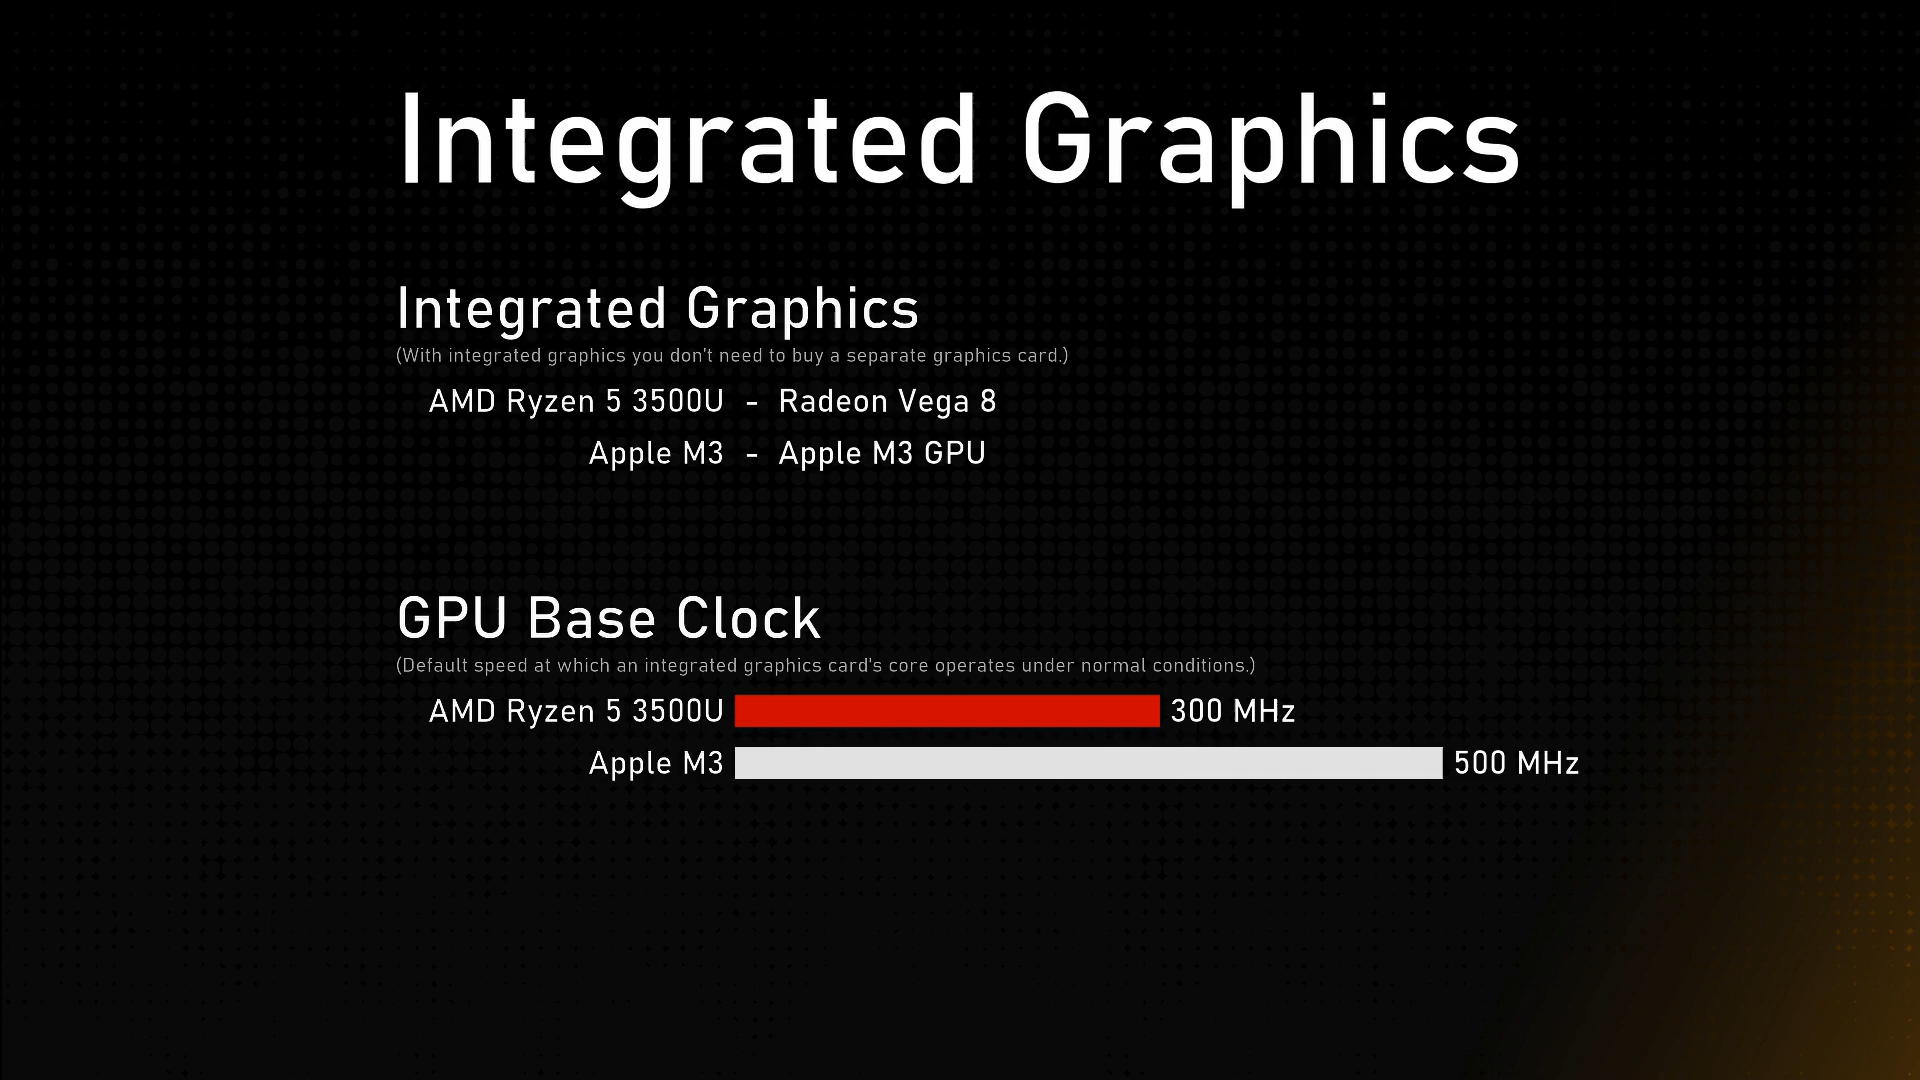 Integrated Graphics
Integrated Graphics
(With integrated graphics you don't need to buy a separate graphics card.)
AMD Ryzen 5 3500U - Radeon Vega 8
Apple M3 - Apple M3 GPU
GPU Base Clock
(Default speed at which an integrated graphics card's core operates under normal conditions.)
AMD Ryzen 5 3500U 300 MHz
Apple M3 500 MHz